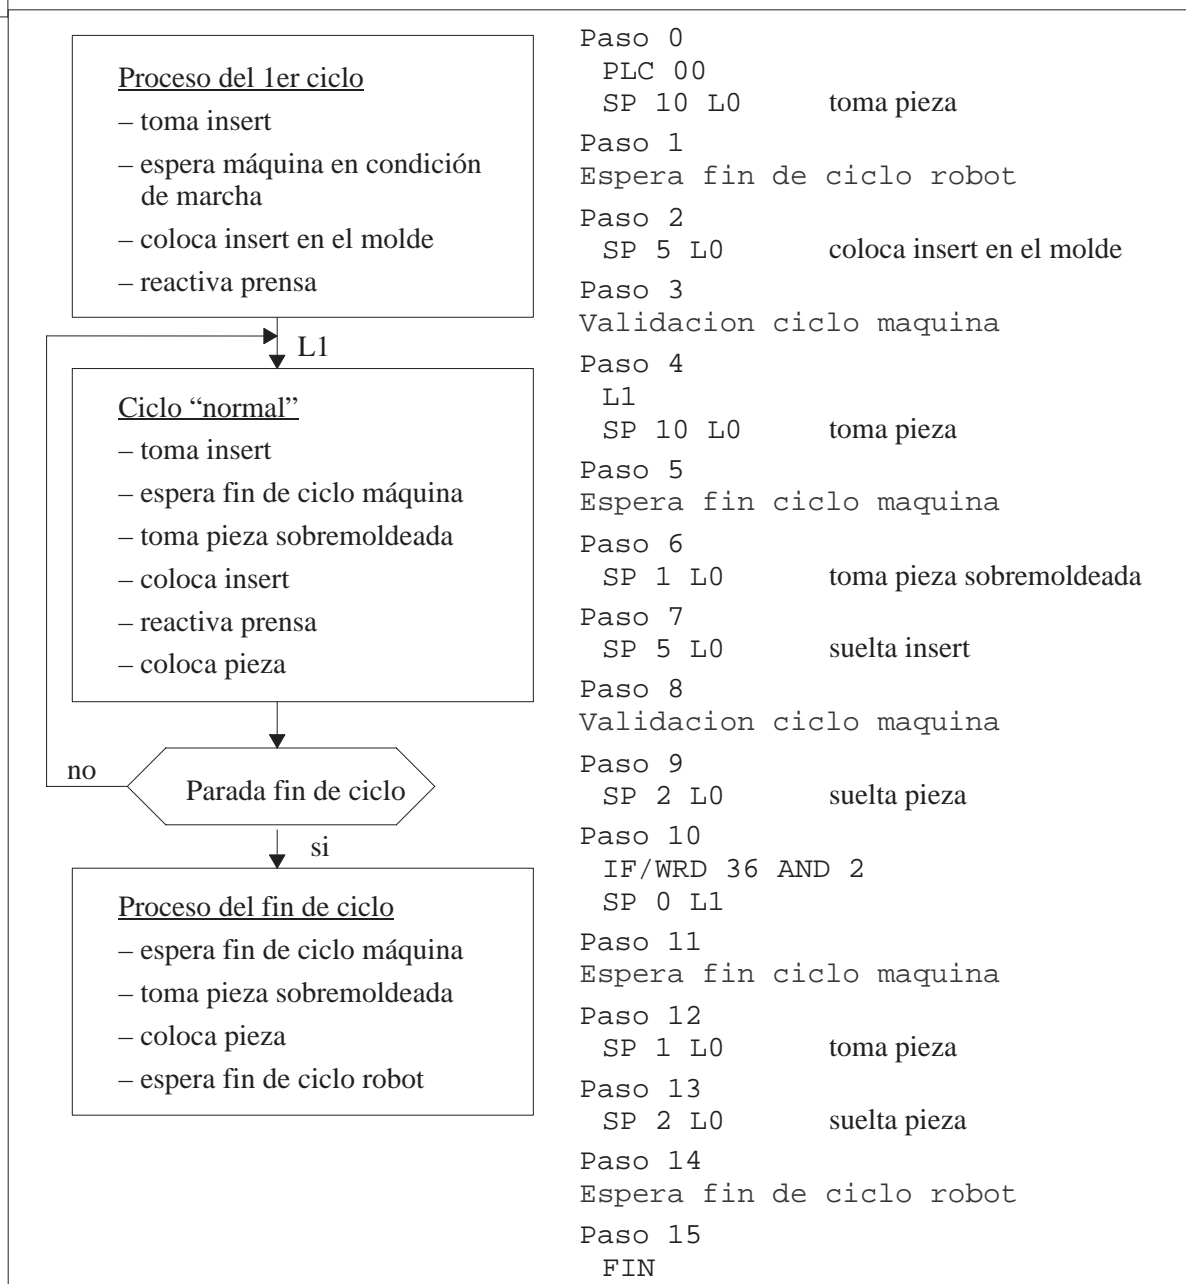 Proceso del 1er ciclo
– toma insert
– espera máquina en condición
de marcha
– coloca insert en el molde
– reactiva prensa
L1
Ciclo “normal”
– toma insert
– espera fin de ciclo máquina
– toma pieza sobremoldeada
– coloca insert
– reactiva prensa
– coloca pieza
no
Parada fin de ciclo
si
Proceso del fin de ciclo
– espera fin de ciclo máquina
– toma pieza sobremoldeada
– coloca pieza
– espera fin de ciclo robot
Paso 0
PLC 00
SP 10 L0 toma pieza
Paso 1
Espera fin de ciclo robot
Paso 2
SP 5 L0 coloca insert en el molde
Paso 3
Validacion ciclo maquina
Paso 4
L1
SP 10 L0 toma pieza
Paso 5
Espera fin ciclo maquina
Paso 6
SP 1 L0 toma pieza sobremoldeada
Paso 7
SP 5 L0 suelta insert
Paso 8
Validacion ciclo maquina
Paso 9
SP 2 L0 suelta pieza
Paso 10
IF/WRD 36 AND 2
SP 0 L1
Paso 11
Espera fin ciclo maquina
Paso 12
SP 1 L0 toma pieza
Paso 13
SP 2 L0 suelta pieza
Paso 14
Espera fin de ciclo robot
Paso 15
FIN